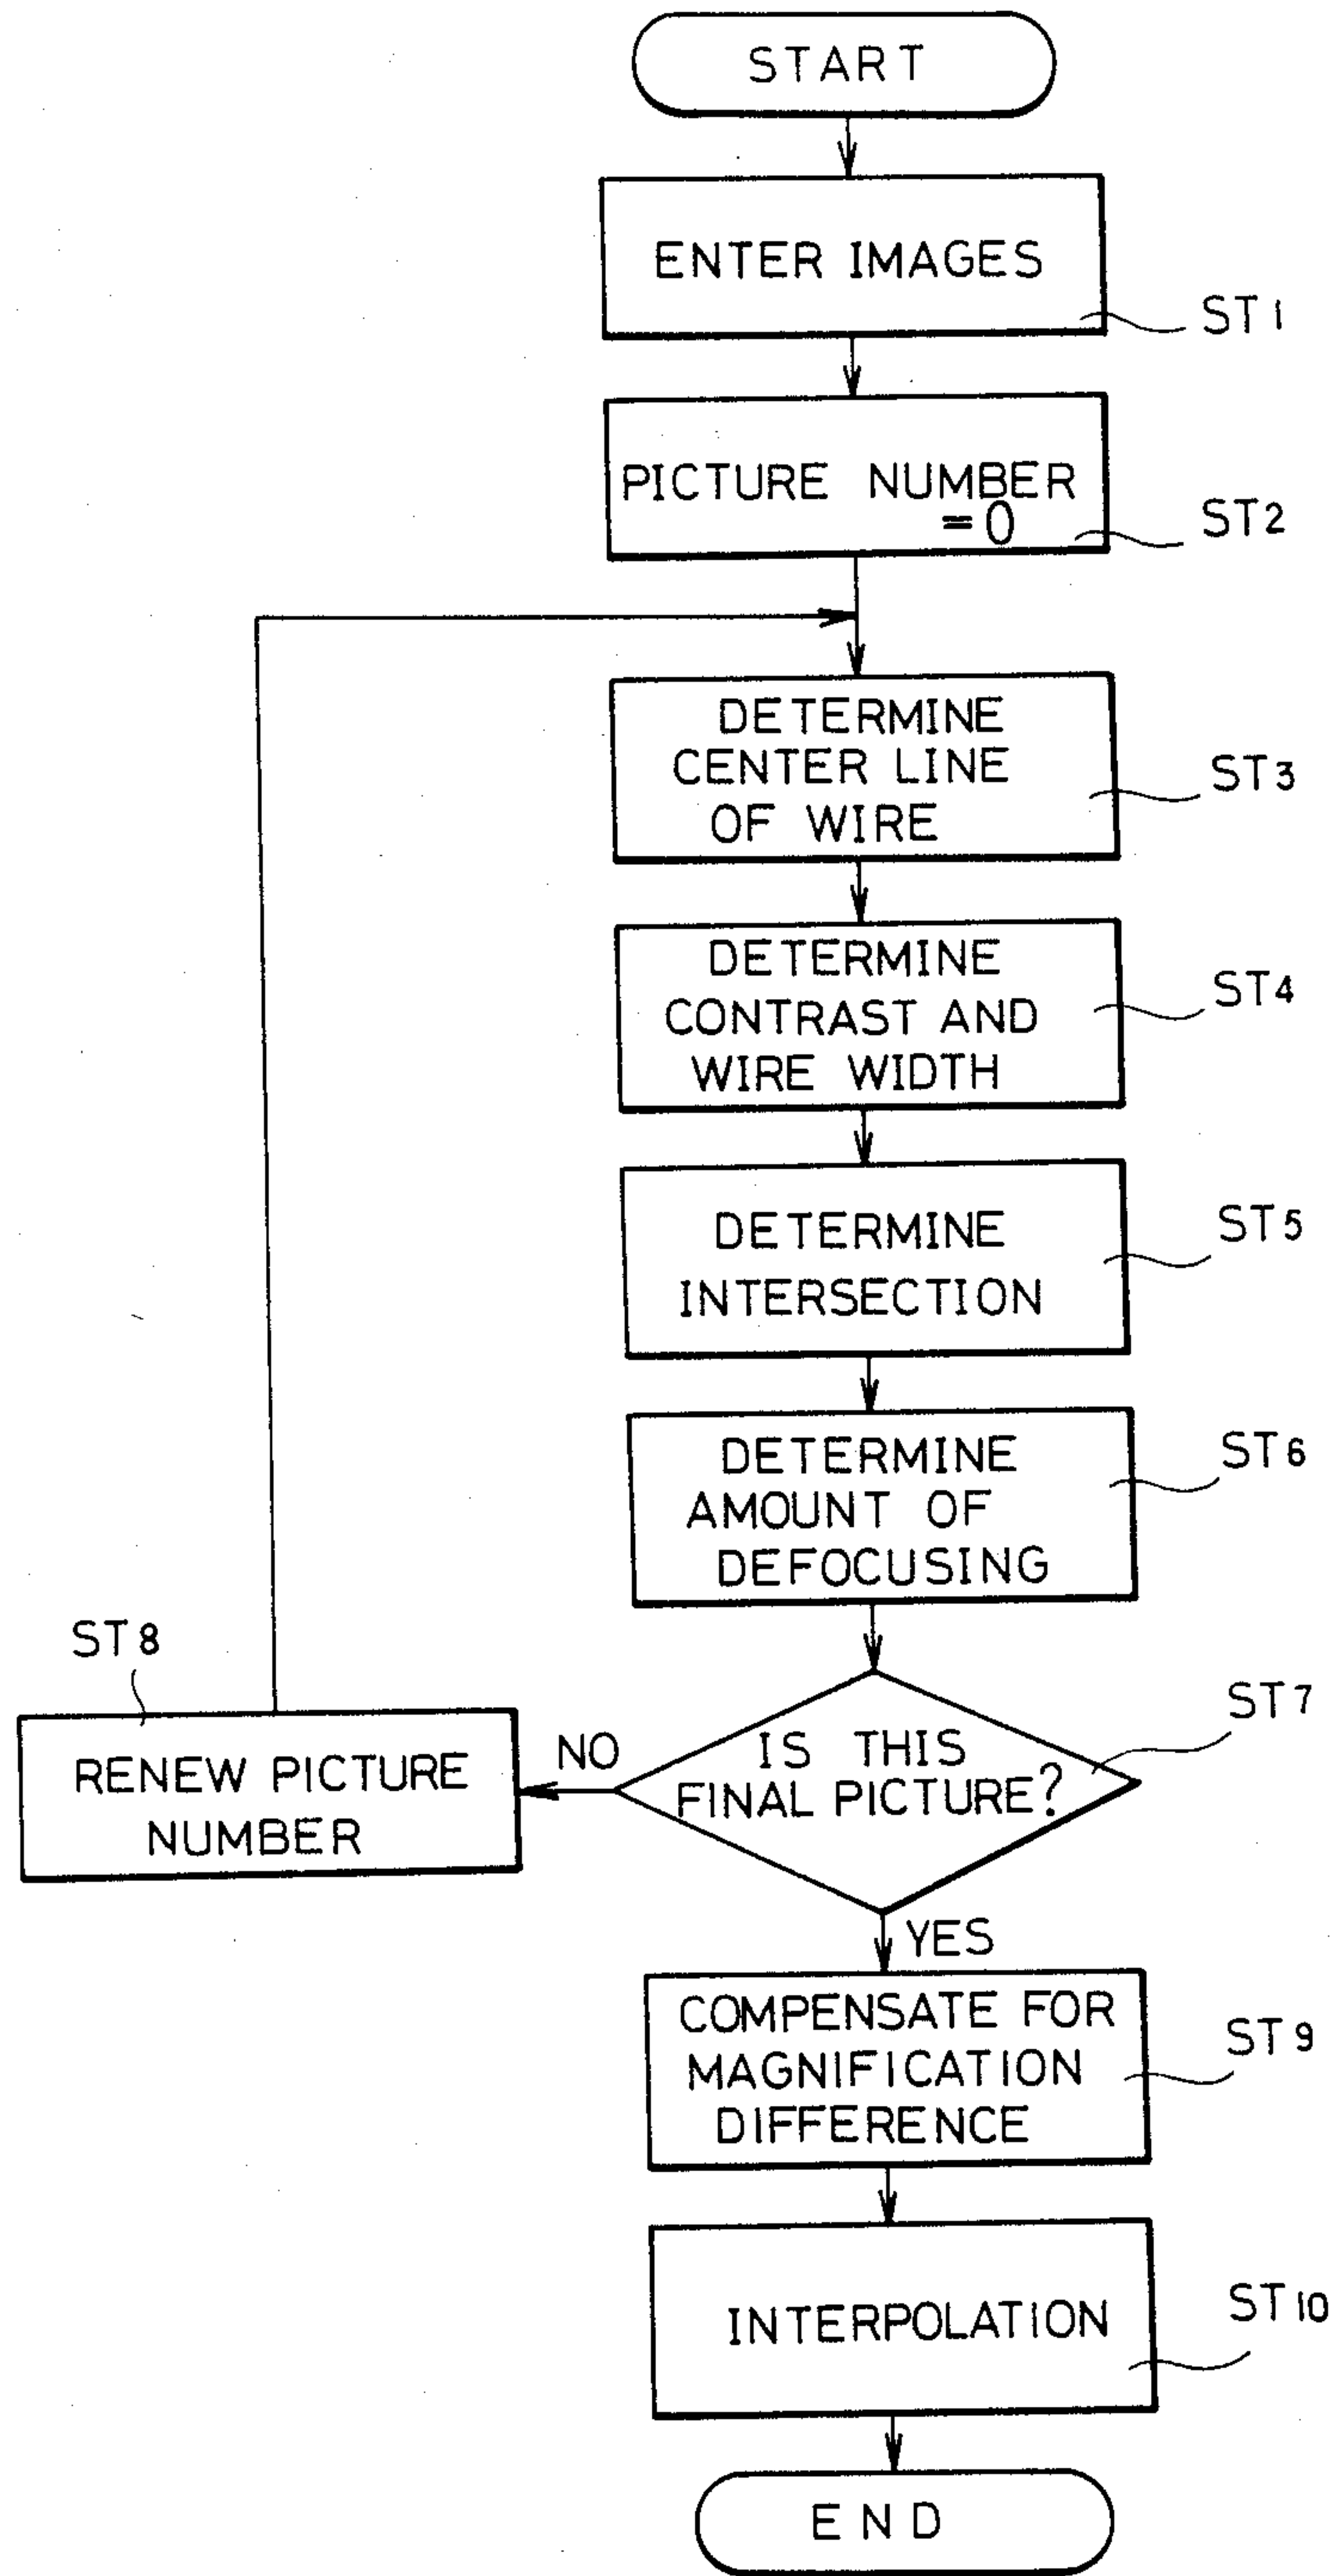 START
ENTER IMAGES
ST1
PICTURE NUMBER
=0
ST2
DETERMINE
CENTER LINE
OF WIRE
ST3
DETERMINE
CONTRAST AND
WIRE WIDTH
ST4
DETERMINE
INTERSECTION
ST5
DETERMINE
AMOUNT OF
DEFOCUSING
ST6
IS THIS
FINAL PICTURE?
ST7
NO
ST8
RENEW PICTURE
NUMBER
YES
COMPENSATE FOR
MAGNIFICATION
DIFFERENCE
ST9
INTERPOLATION
ST10
END